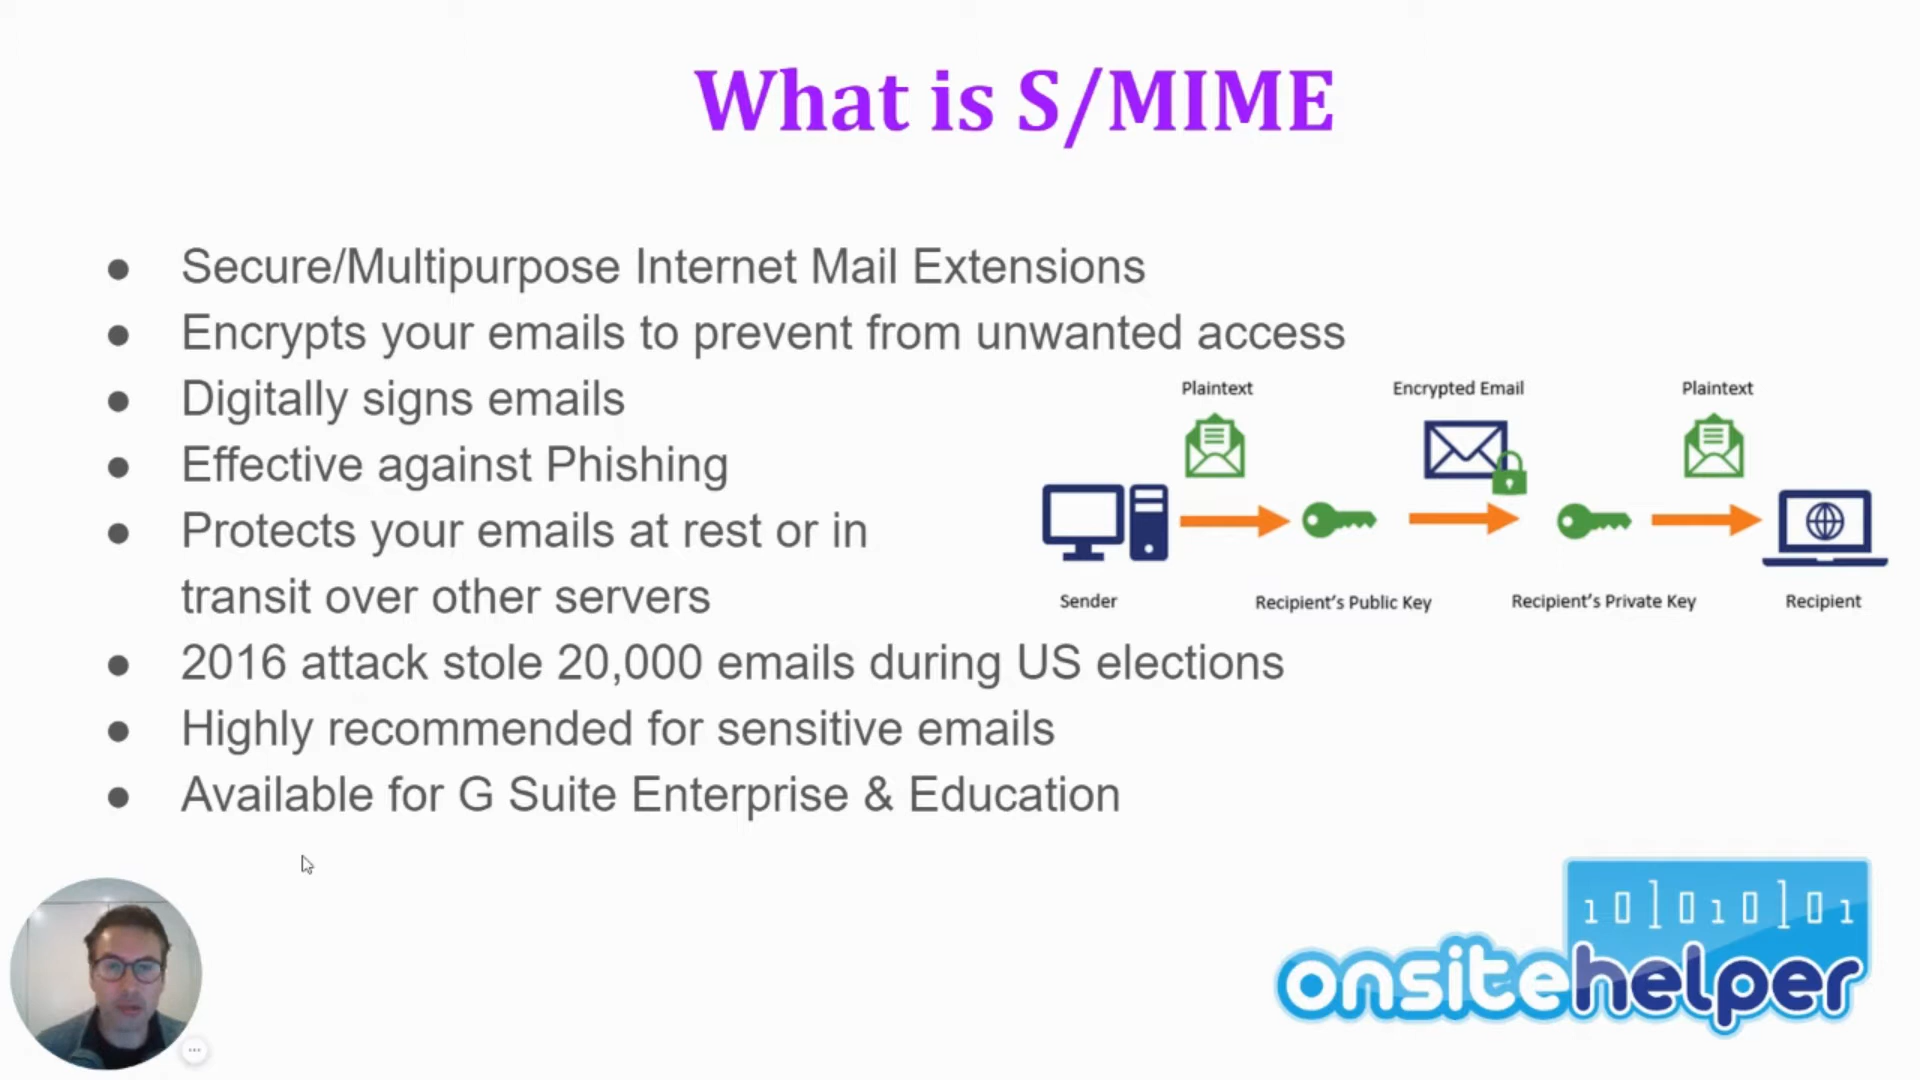 What is S/MIME
● Secure/Multipurpose Internet Mail Extensions
● Encrypts your emails to prevent from unwanted access
● Digitally signs emails
● Effective against Phishing
● Protects your emails at rest or in
transit over other servers
● 2016 attack stole 20,000 emails during US elections
● Highly recommended for sensitive emails
● Available for G Suite Enterprise & Education
Plaintext Encrypted Email Plaintext
Sender Recipient's Public Key Recipient's Private Key Recipient
10]010]01
onsitehelper